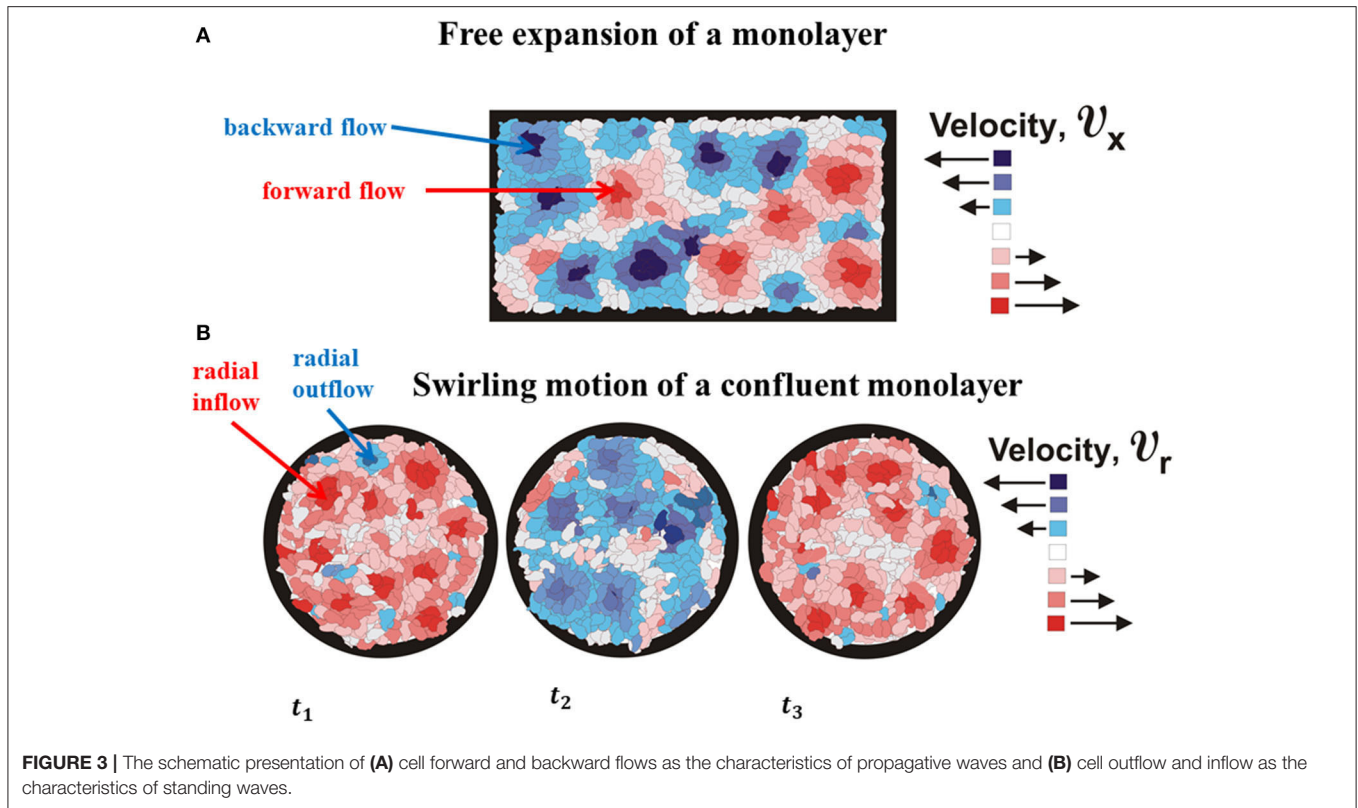 A
Free expansion of a monolayer
backward flow
forward flow
Velocity, 𝒱x
B
radial
inflow
radial
outflow
Swirling motion of a confluent monolayer
Velocity, 𝒱r
t1
t2
t3
FIGURE 3 | The schematic presentation of (A) cell forward and backward flows as the characteristics of propagative waves and (B) cell outflow and inflow as the
characteristics of standing waves.